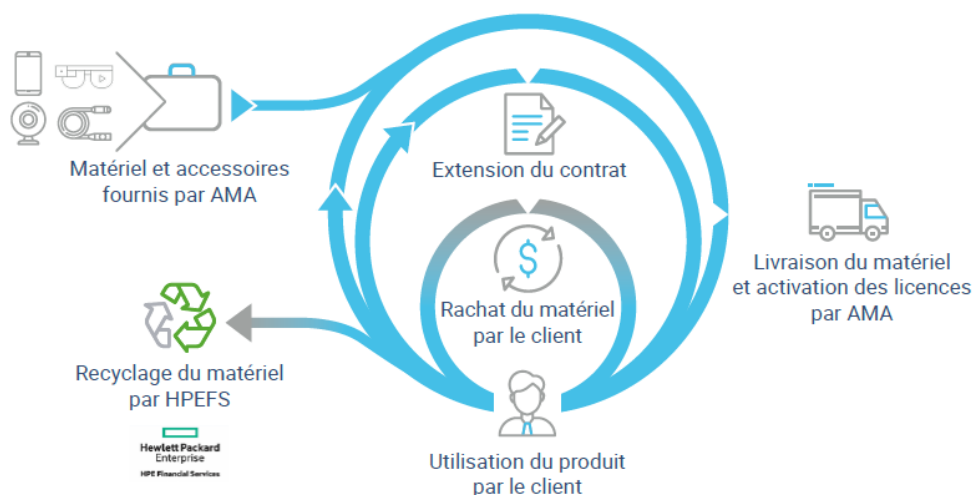 Matériel et accessoires
fournis par AMA
Extension du contrat
$
Rachat du matériel
par le client
Livraison du matériel
et activation des licences
par AMA
Recyclage du matériel
par HPEFS
Hewlett Packard
Enterprise
HPE Financial Services
Utilisation du produit
par le client